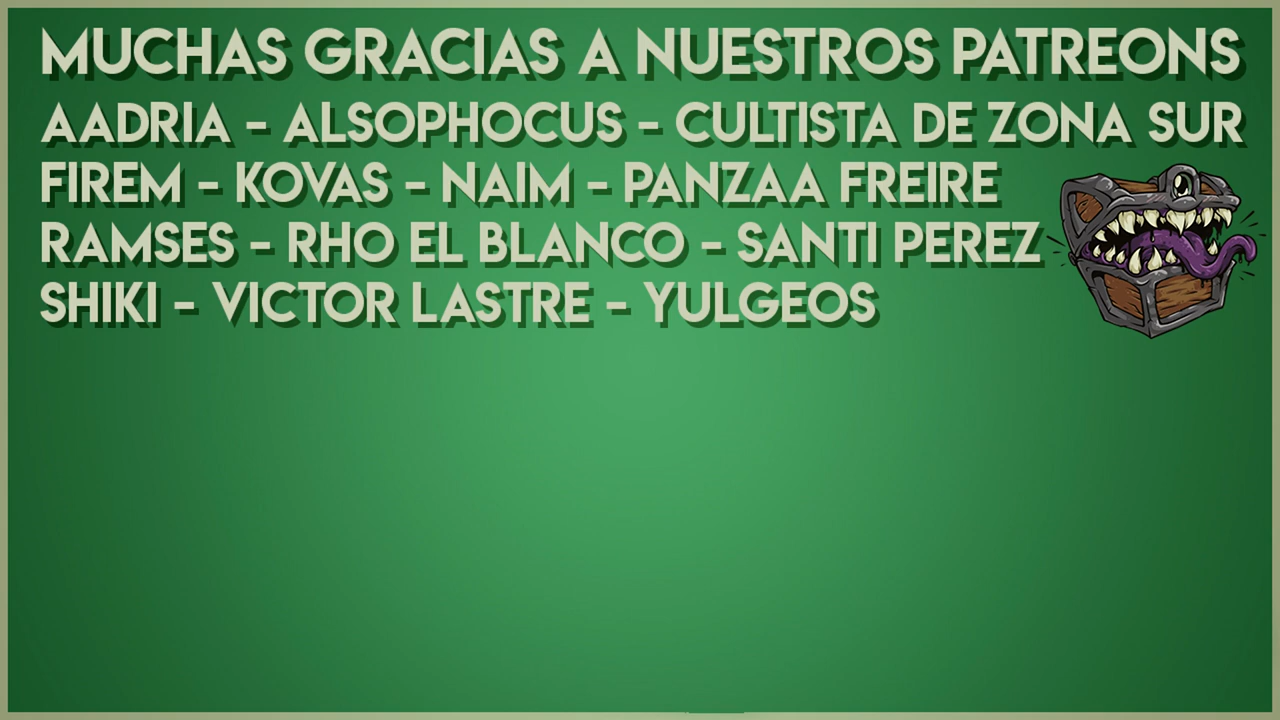 MUCHAS GRACIAS A NUESTROS PATREONS
AADRIA - ALSOPHOCUS - CULTISTA DE ZONA SUR
FIREM - KOVAS - NAIM - PANZAA FREIRE
RAMSES - RHO EL BLANCO - SANTI PEREZ
SHIKI - VICTOR LASTRE - YULGEOS